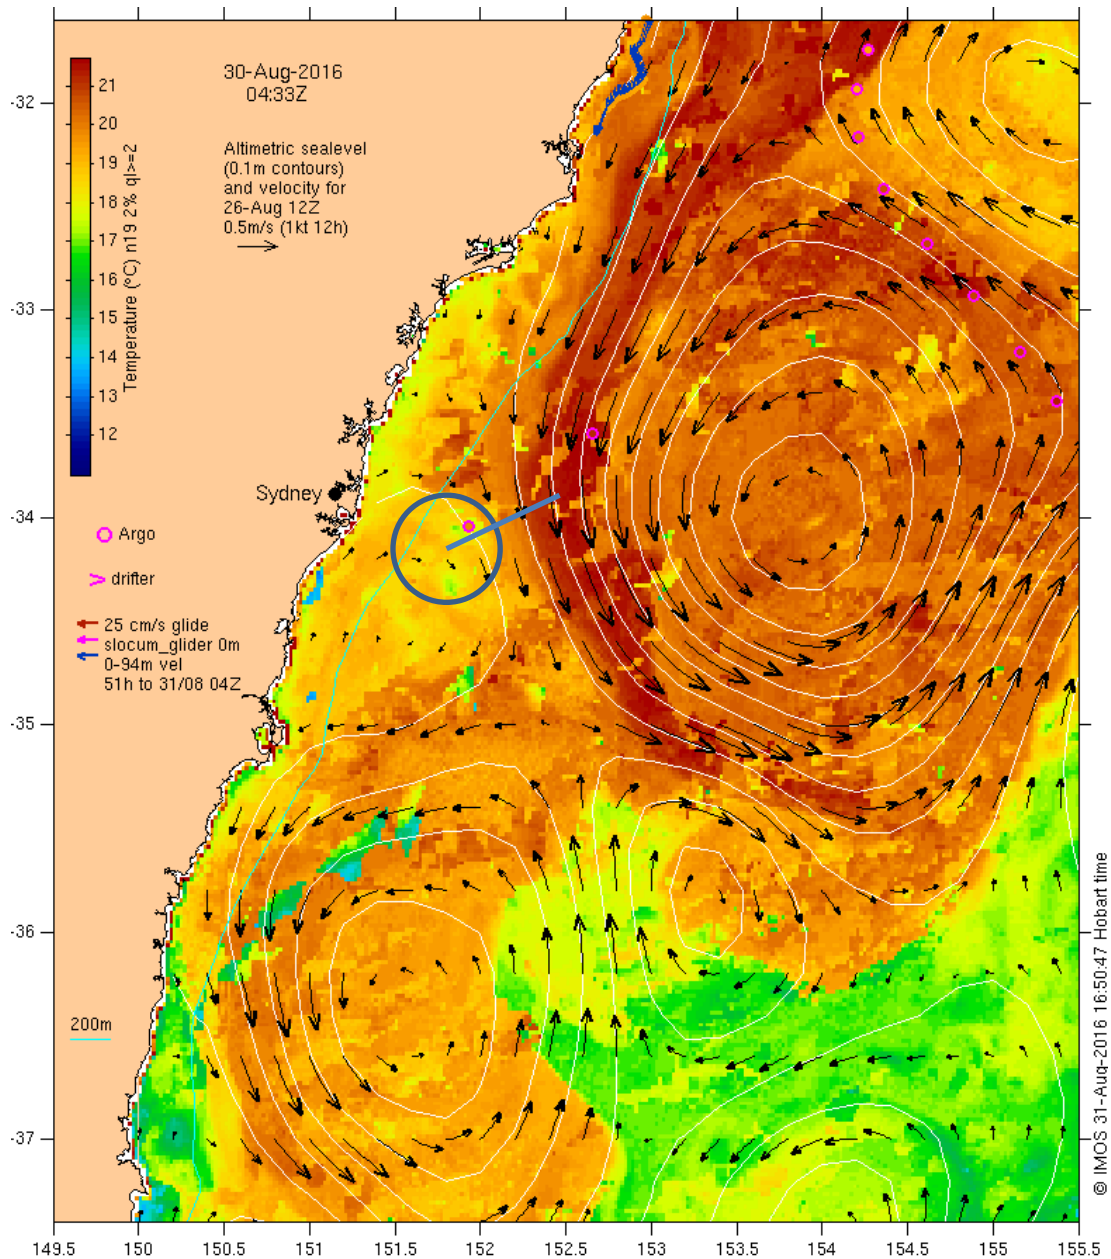 30-Aug-2016
04:33Z
Altimetric sealevel
(0.1m contours)
and velocity for
26-Aug 12Z
0.5m/s (1kt 12h)
21
20
19
18
17
16
15
14
13
12
Temperature (°C) n19 2% ql>=2
-32
-33
-34
-35
-36
-37
Sydney
Argo
drifter
25 cm/s glide
slocum_glider 0m
0-94m vel
51h to 31/08 04Z
200m
149.5 150 150.5 151 151.5 152 152.5 153 153.5 154 154.5 155 155.5
© IMOS 31-Aug-2016 16:50:47 Hobart time